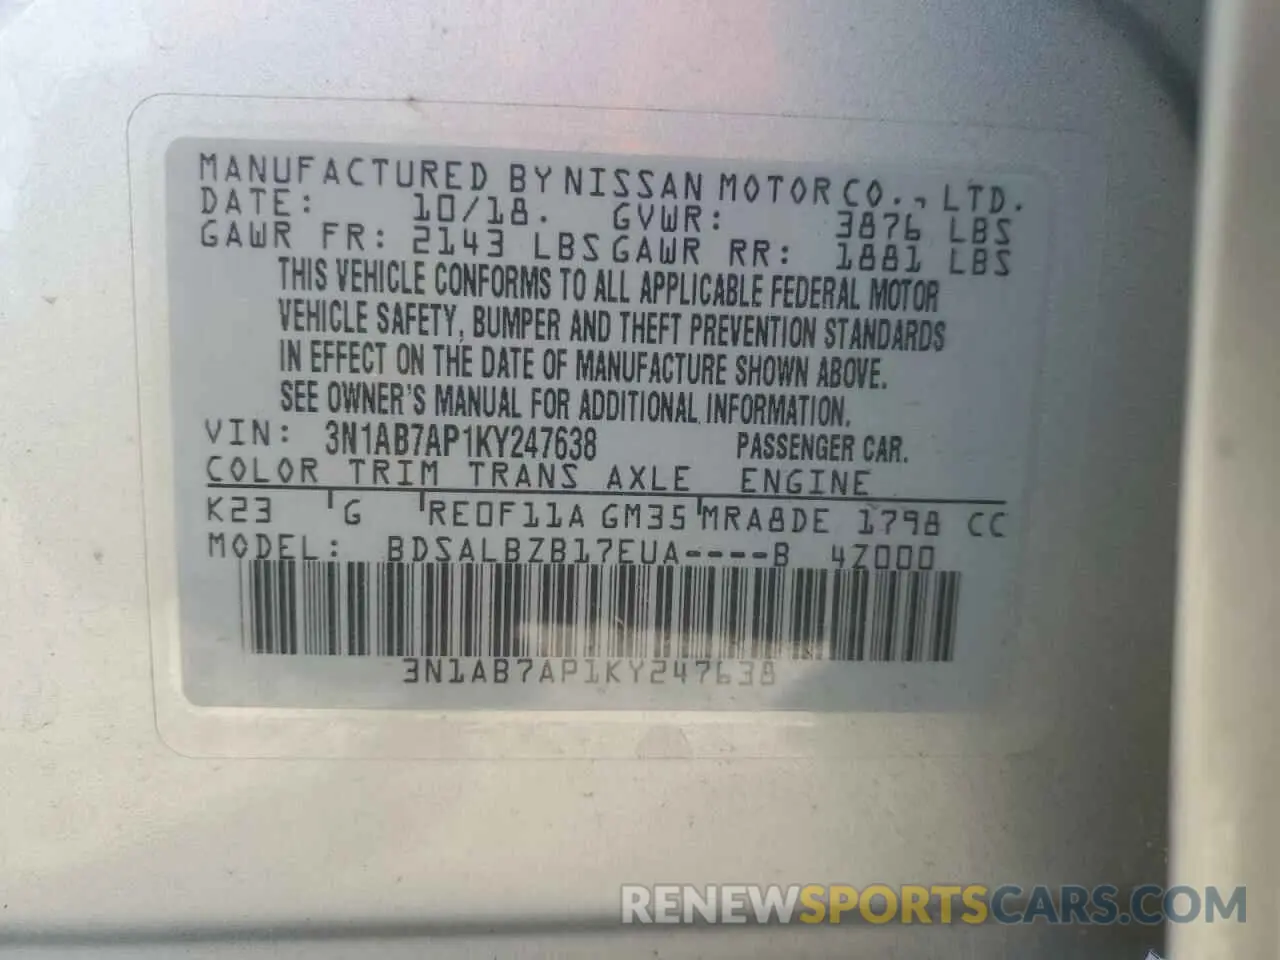 MANUFACTURED BY NISSAN MOTOR CO., LTD.
DATE: 10/18. GVWR: 3876 LBS
GAWR FR: 2143 LBS GAWR RR: 1881 LBS
THIS VEHICLE CONFORMS TO ALL APPLICABLE FEDERAL MOTOR
VEHICLE SAFETY, BUMPER AND THEFT PREVENTION STANDARDS
IN EFFECT ON THE DATE OF MANUFACTURE SHOWN ABOVE.
SEE OWNER'S MANUAL FOR ADDITIONAL INFORMATION.
VIN: 3N1AB7AP1KY247638 PASSENGER CAR.
COLOR TRIM TRANS AXLE ENGINE
K23 G RE0F11A GM35 MRA8DE 1798 CC
MODEL: BDSALBZB17EUA----B 4Z000
3N1AB7AP1KY247638
RENEWSPORTSCARS.COM